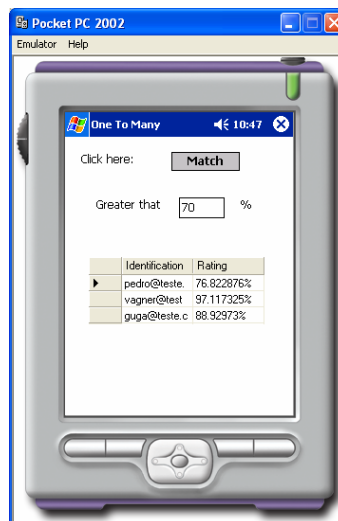 Pocket PC 2002
Emulator Help
One To Many 10:47
Click here: Match
Greater that 70 %
Identification Rating
pedro@teste. 76.822876%
vagner@test 97.117325%
guga@teste.c 88.92973%